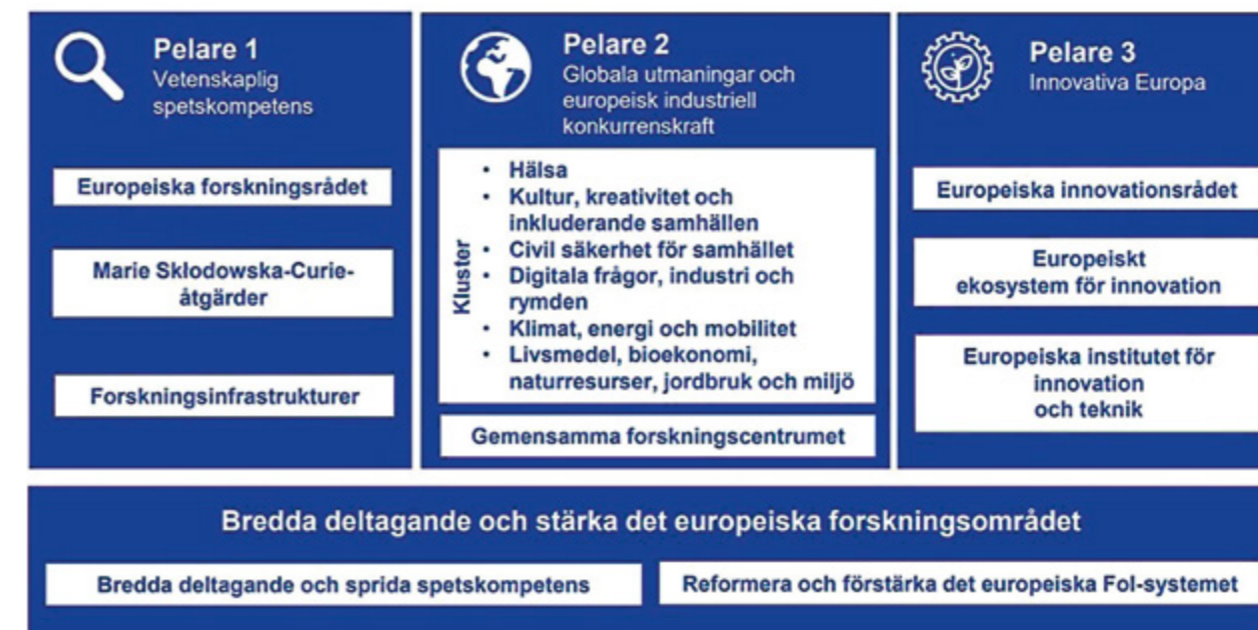 Pelare 1
Vetenskaplig
spetskompetens
Europeiska forskningsrådet
Marie Skłodowska-Curie-
åtgärder
Forskningsinfrastrukturer
Pelare 2
Globala utmaningar och
europeisk industriell
konkurrenskraft
Kluster
• Hälsa
• Kultur, kreativitet och
inkluderande samhällen
• Civil säkerhet för samhället
• Digitala frågor, industri och
rymden
• Klimat, energi och mobilitet
• Livsmedel, bioekonomi,
naturresurser, jordbruk och miljö
Gemensamma forskningscentrumet
Pelare 3
Innovativa Europa
Europeiska innovationsrådet
Europeiskt
ekosystem för innovation
Europeiska institutet för
innovation
och teknik
Bredda deltagande och stärka det europeiska forskningsområdet
Bredda deltagande och sprida spetskompetens
Reformera och förstärka det europeiska FoI-systemet